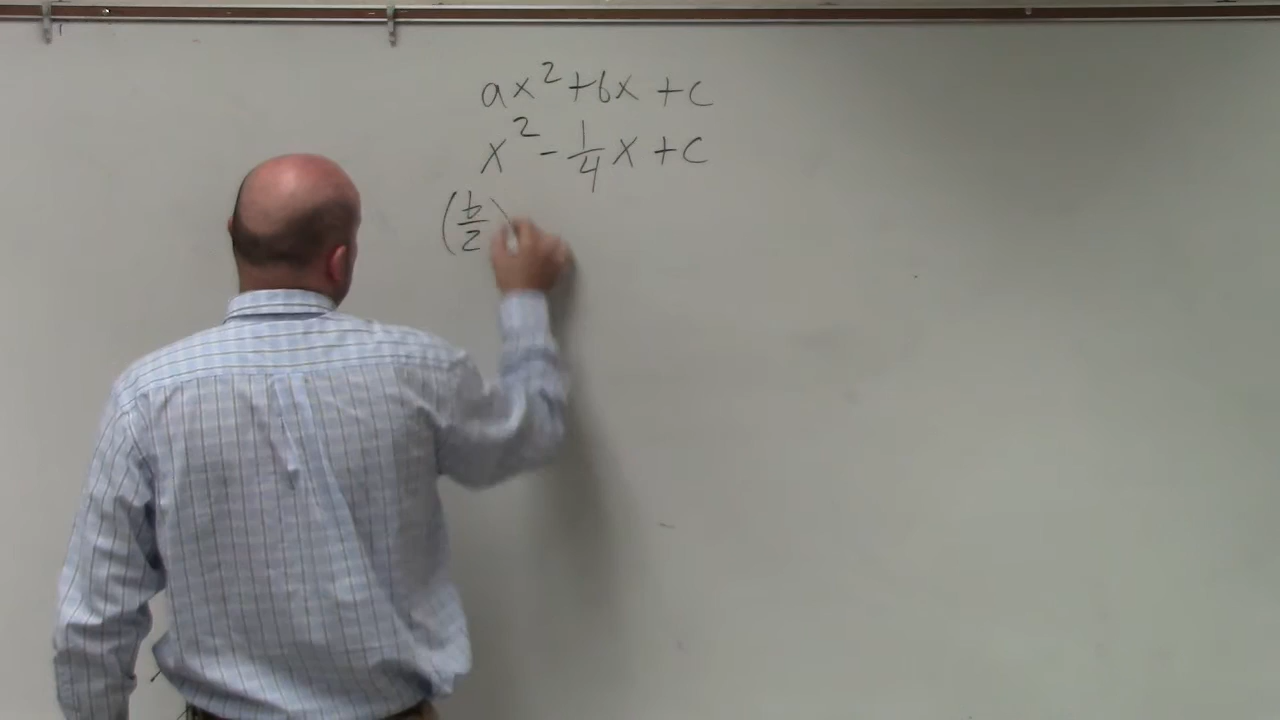 ax² + bx + c
x² - 1/4 x + c
(b/2)